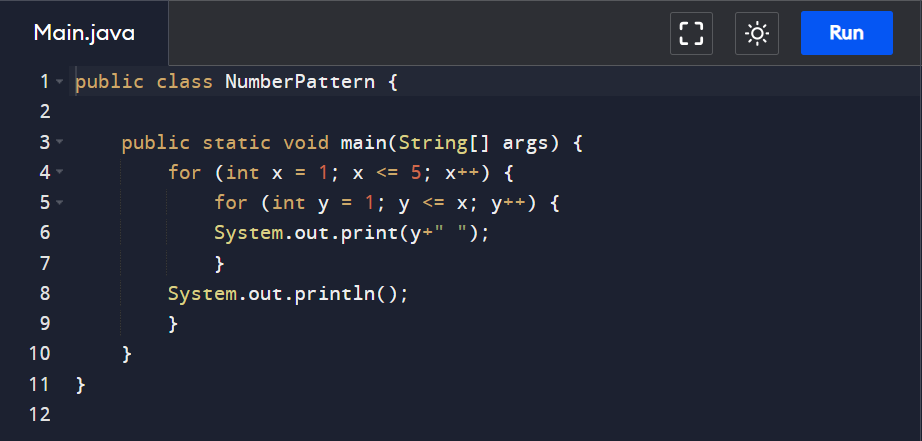 Main.java
Run
1 public class NumberPattern {
2
3     public static void main(String[] args) {
4         for (int x = 1; x <= 5; x++) {
5             for (int y = 1; y <= x; y++) {
6             System.out.print(y+" ");
7             }
8         System.out.println();
9         }
10     }
11 }
12